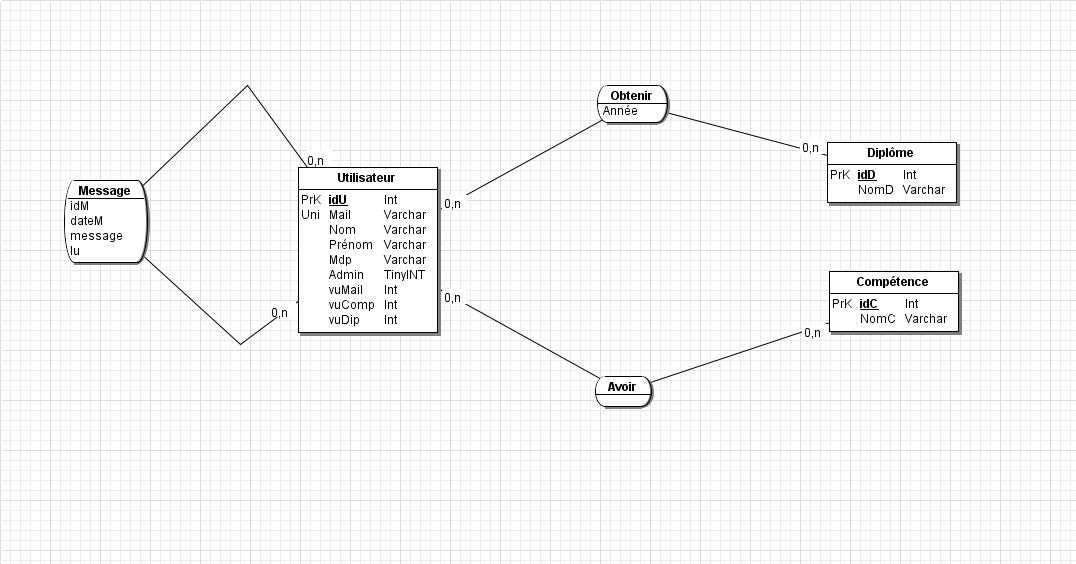 Message
idM
dateM
message
lu
0,n
0,n
Utilisateur
PrK idU Int
Uni Mail Varchar
Nom Varchar
Prénom Varchar
Mdp Varchar
Admin TinyINT
vuMail Int
vuComp Int
vuDip Int
0,n
0,n
Obtenir
Année
0,n
Diplôme
PrK idD Int
NomD Varchar
Avoir
0,n
Compétence
PrK idC Int
NomC Varchar